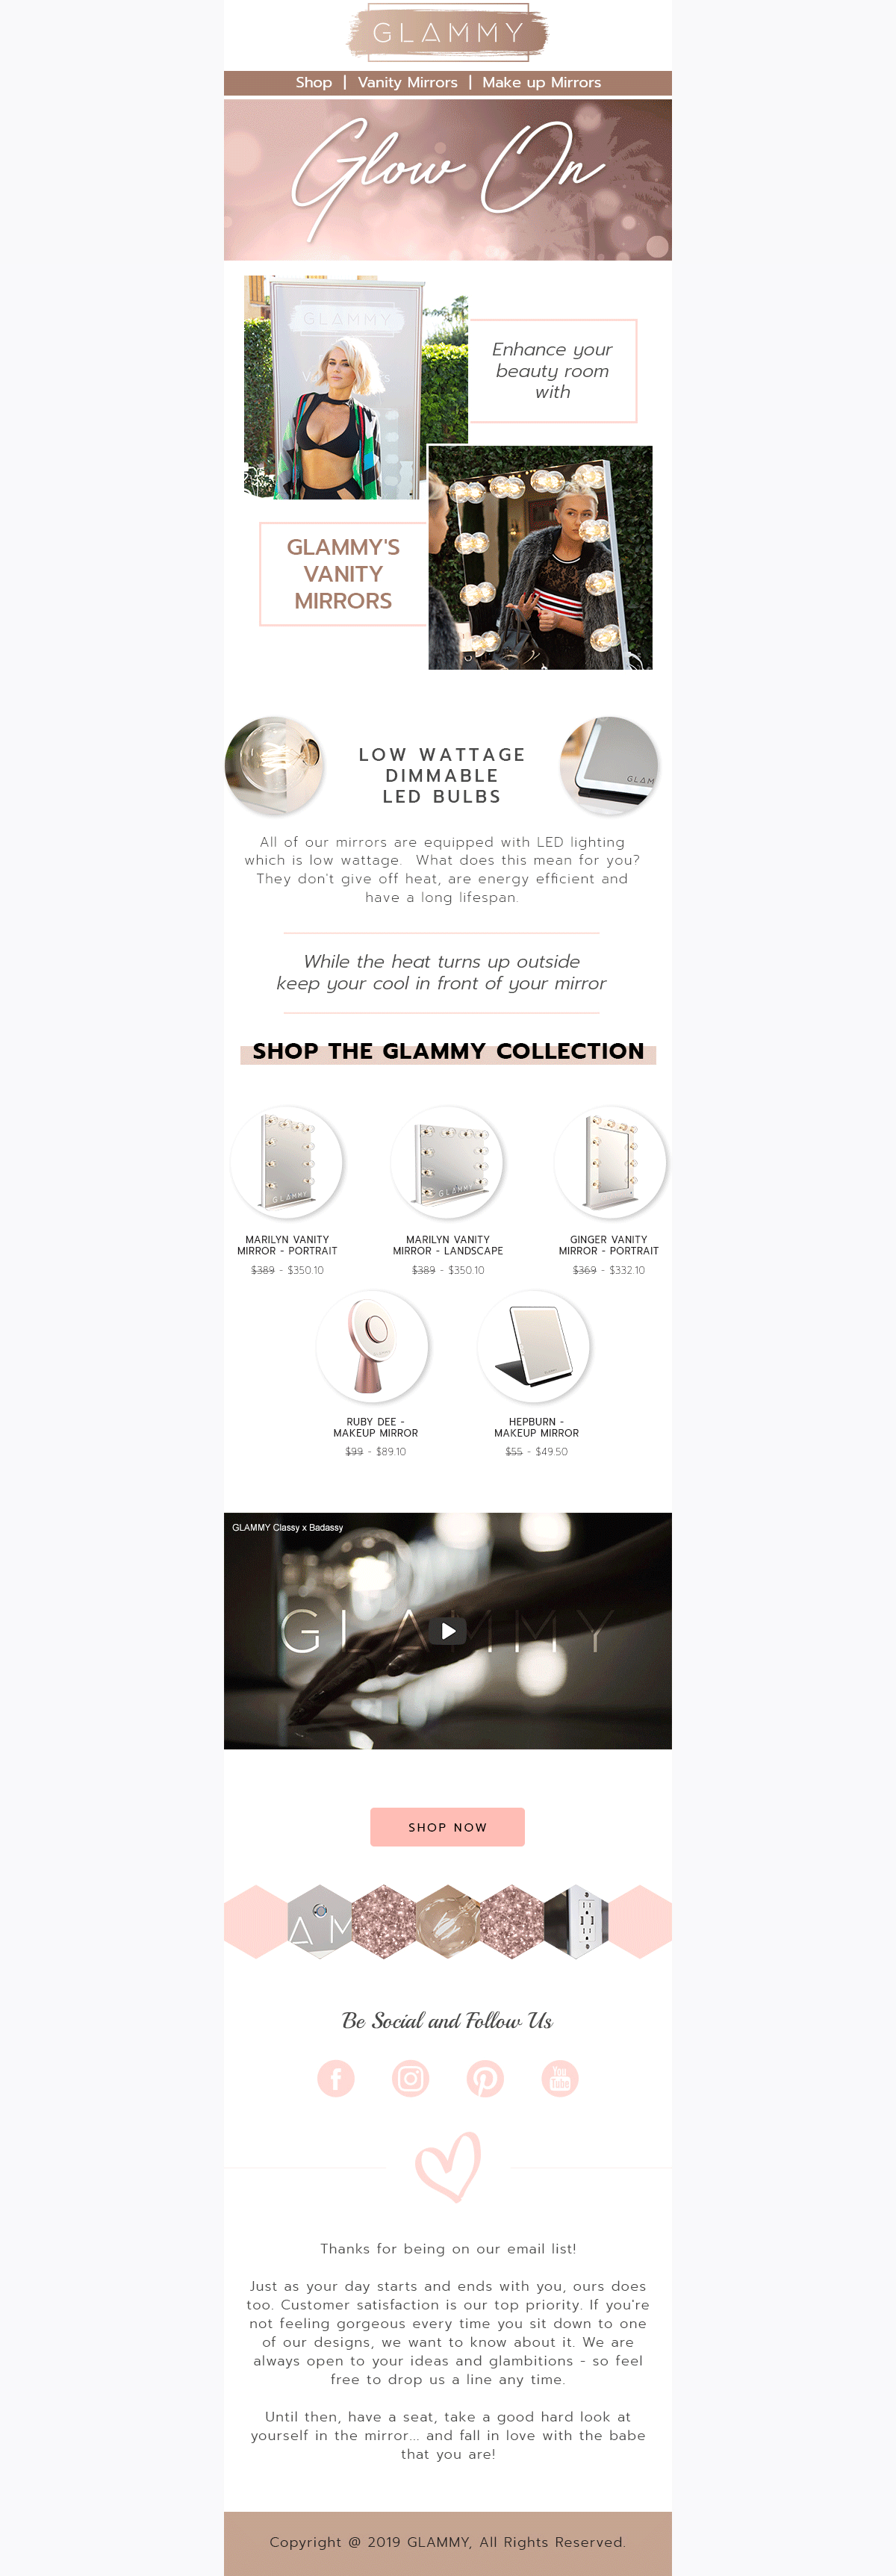 GLAMMY
Shop | Vanity Mirrors | Make up Mirrors
Glow On
GLAMMY
Enhance your
beauty room
with
GLAMMY'S
VANITY
MIRRORS
LOW WATTAGE
DIMMABLE
LED BULBS
All of our mirrors are equipped with LED lighting
which is low wattage. What does this mean for you?
They don't give off heat, are energy efficient and
have a long lifespan.
While the heat turns up outside
keep your cool in front of your mirror
SHOP THE GLAMMY COLLECTION
GLAMMY
GLAMMY
MARILYN VANITY
MIRROR - PORTRAIT
$389 - $350.10
MARILYN VANITY
MIRROR - LANDSCAPE
$389 - $350.10
GINGER VANITY
MIRROR - PORTRAIT
$369 - $332.10
RUBY DEE -
MAKEUP MIRROR
$99 - $89.10
HEPBURN -
MAKEUP MIRROR
$55 - $49.50
GLAMMY Classy x Badassy
GLAMMY
SHOP NOW
Be Social and Follow Us
You
Tube
Thanks for being on our email list!
Just as your day starts and ends with you, ours does
too. Customer satisfaction is our top priority. If you're
not feeling gorgeous every time you sit down to one
of our designs, we want to know about it. We are
always open to your ideas and glambitions - so feel
free to drop us a line any time.
Until then, have a seat, take a good hard look at
yourself in the mirror... and fall in love with the babe
that you are!
Copyright @ 2019 GLAMMY, All Rights Reserved.